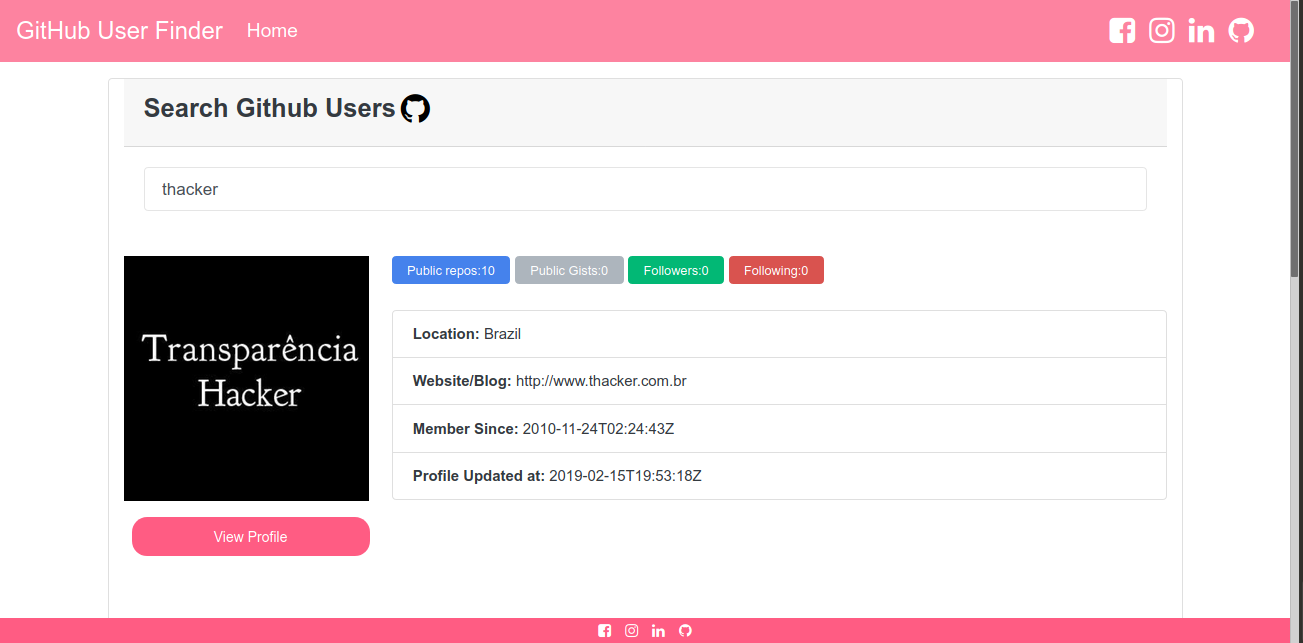 GitHub User Finder Home
Search Github Users
thacker
Transparência
Hacker
Public repos:10 Public Gists:0 Followers:0 Following:0
Location: Brazil
Website/Blog: http://www.thacker.com.br
Member Since: 2010-11-24T02:24:43Z
Profile Updated at: 2019-02-15T19:53:18Z
View Profile